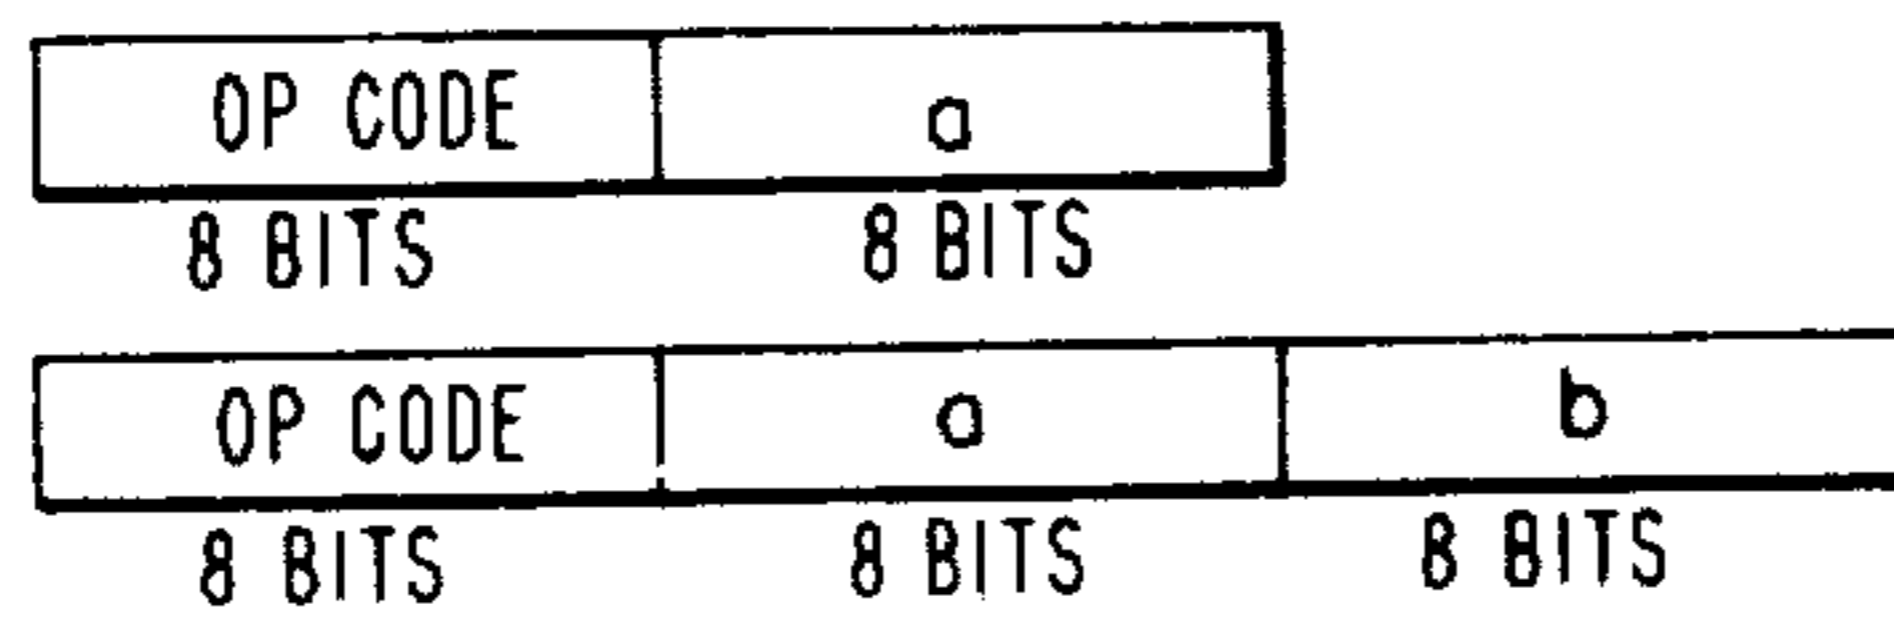 OP CODE a
8 BITS 8 BITS
OP CODE a b
8 BITS 8 BITS 8 BITS